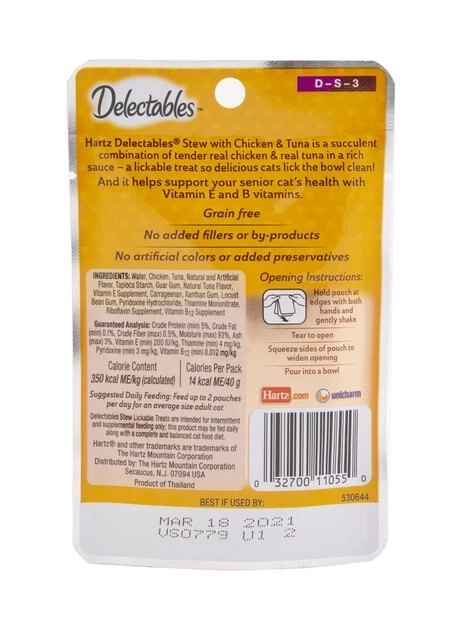 D-S-3
Delectables™
Hartz Delectables® Stew with Chicken & Tuna is a succulent
combination of tender real chicken & real tuna in a rich
sauce – a lickable treat so delicious cats lick the bowl clean!
And it helps support your senior cat's health with
Vitamin E and B vitamins.
Grain free
No added fillers or by-products
No artificial colors or added preservatives
INGREDIENTS: Water, Chicken, Tuna, Natural and Artificial
Flavor, Tapioca Starch, Guar Gum, Natural Tuna Flavor,
Vitamin E Supplement, Carrageenan, Xanthan Gum, Locust
Bean Gum, Pyridoxine Hydrochloride, Thiamine Mononitrate,
Riboflavin Supplement, Vitamin B12 Supplement
Guaranteed Analysis: Crude Protein (min) 5%, Crude Fat
(min) 0.1%, Crude Fiber (max) 0.5%, Moisture (max) 93%, Ash
(max) 3%, Vitamin E (min) 200 IU/kg, Thiamine (min) 4 mg/kg,
Pyridoxine (min) 3 mg/kg, Vitamin B12 (min) 0.012 mg/kg
Calorie Content
350 kcal ME/kg (calculated)
Calories Per Pack
14 kcal ME/40 g
Suggested Daily Feeding: Feed up to 2 pouches
per day for an average size adult cat
Delectables Stew Lickable Treats are intended for intermittent
and supplemental feeding only; this product may be fed daily
along with a complete and balanced cat food diet.
Hartz® and other trademarks are trademarks of
The Hartz Mountain Corporation
Distributed by: The Hartz Mountain Corporation
Secaucus, N.J. 07094 USA
Product of Thailand
Opening Instructions:
Hold pouch at
edges with both
hands and
gently shake
Tear to open
Squeeze sides of pouch to
widen opening
Pour into a bowl
Hartz.com
unicharm
0 32700 11055 0
530644
BEST IF USED BY:
MAR 18 2021
VS0779 U1 2